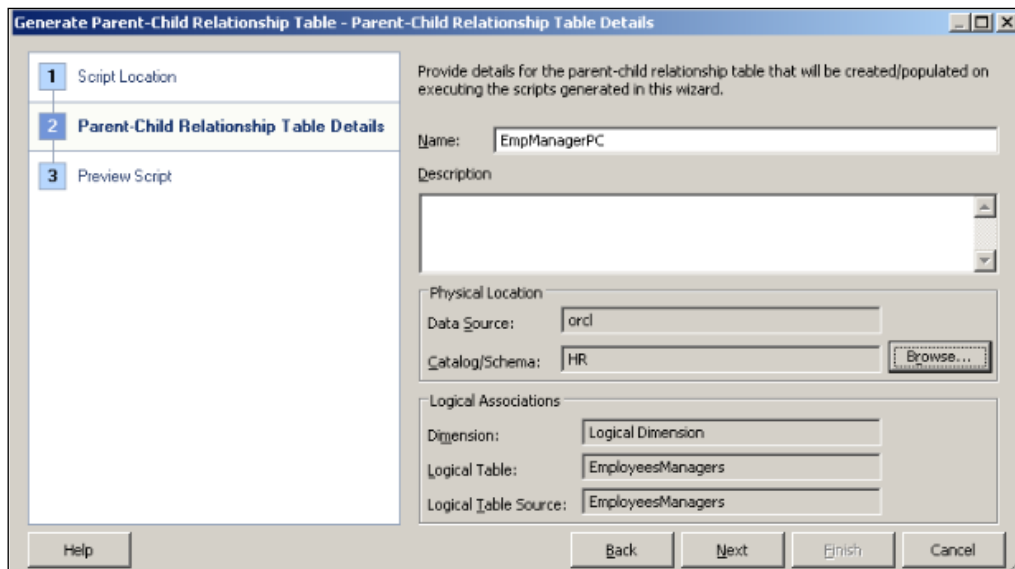 Generate Parent-Child Relationship Table - Parent-Child Relationship Table Details
1 Script Location
2 Parent-Child Relationship Table Details
3 Preview Script
Provide details for the parent-child relationship table that will be created/populated on
executing the scripts generated in this wizard.
Name: EmpManagerPC
Description
Physical Location
Data Source: orcl
Catalog/Schema: HR Browse...
Logical Associations
Dimension: Logical Dimension
Logical Table: EmployeesManagers
Logical Table Source: EmployeesManagers
Help Back Next Finish Cancel